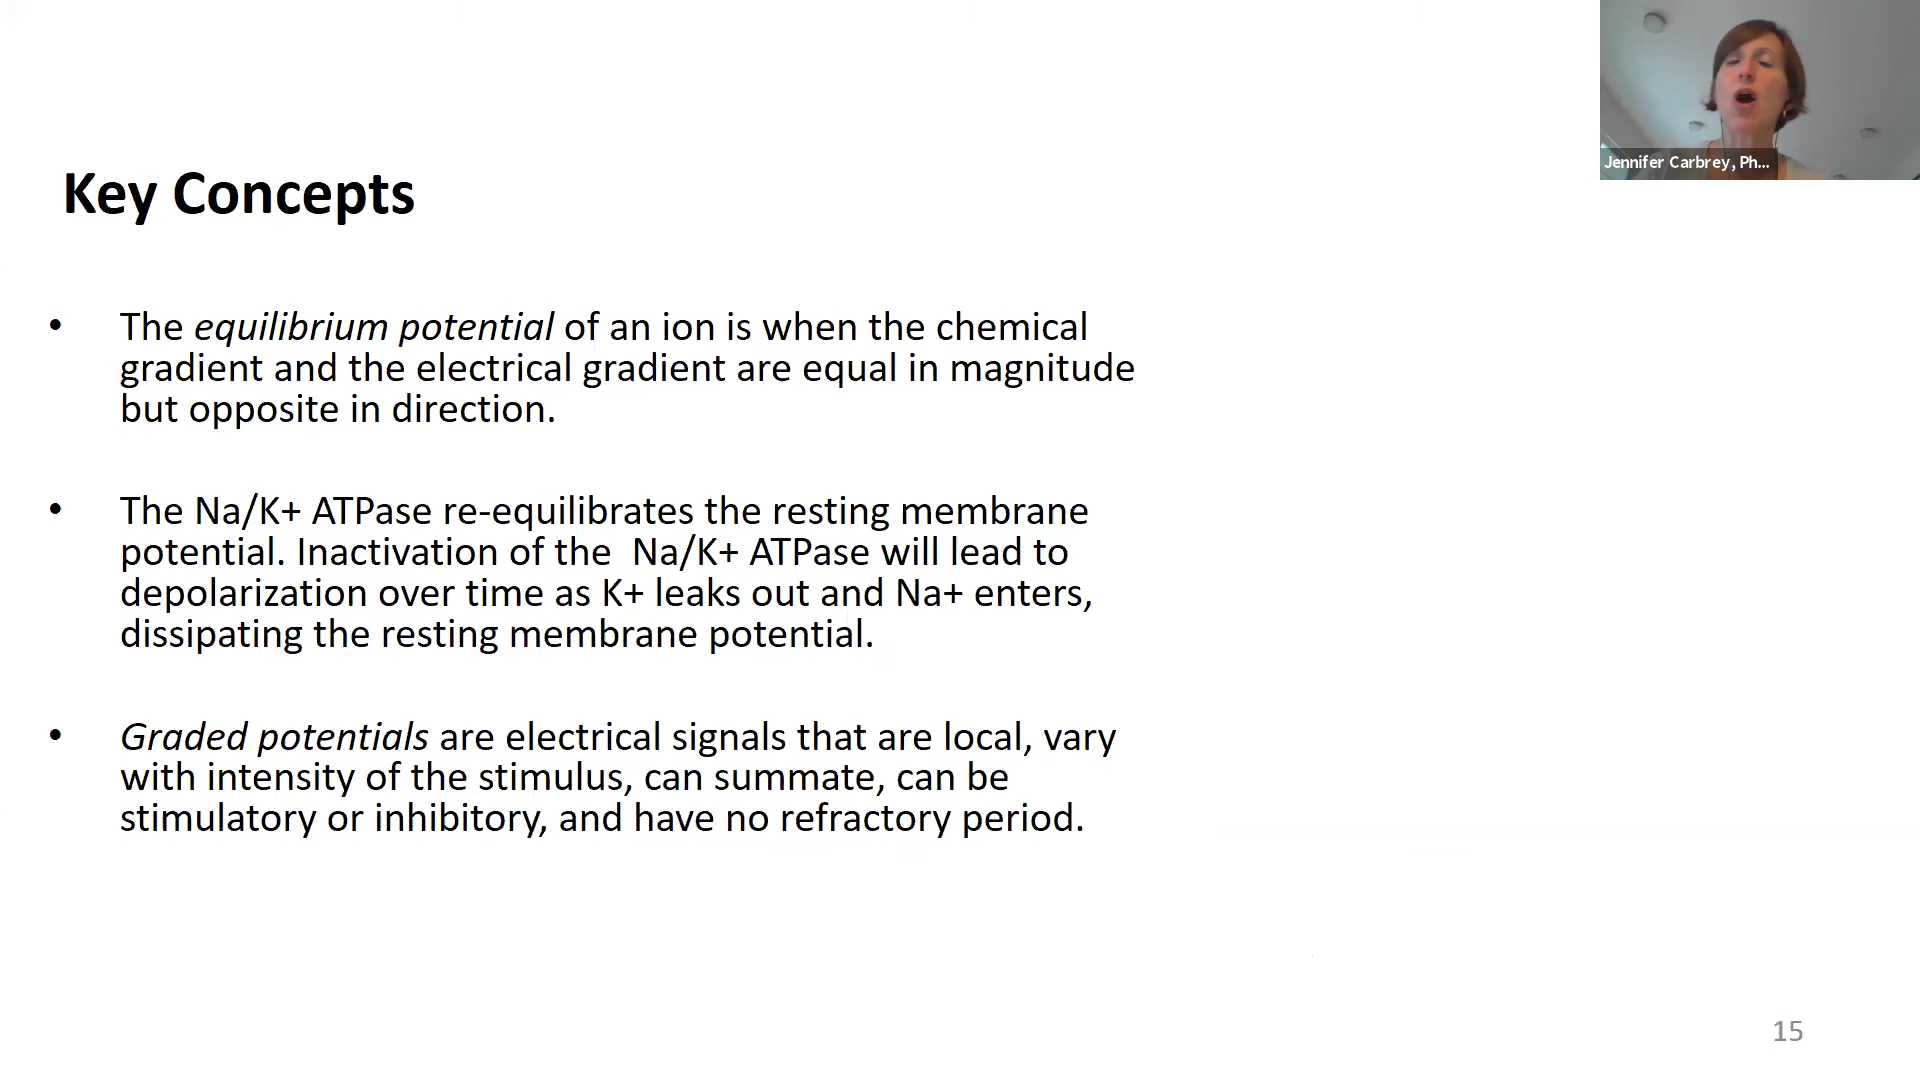 Jennifer Carbrey, Ph...
Key Concepts
• The equilibrium potential of an ion is when the chemical
gradient and the electrical gradient are equal in magnitude
but opposite in direction.
• The Na/K+ ATPase re-equilibrates the resting membrane
potential. Inactivation of the  Na/K+ ATPase will lead to
depolarization over time as K+ leaks out and Na+ enters,
dissipating the resting membrane potential.
• Graded potentials are electrical signals that are local, vary
with intensity of the stimulus, can summate, can be
stimulatory or inhibitory, and have no refractory period.
15